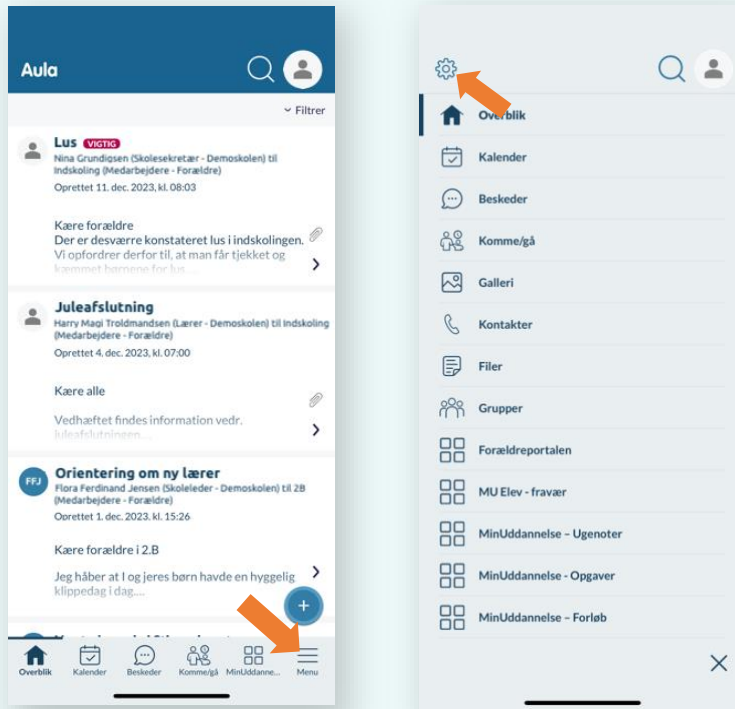 Aula
Filtrer
Lus VIGTIG
Nina Grundigsen (Skolesekretær - Demoskolen) til
Indskoling (Medarbejdere - Forældre)
Oprettet 11. dec. 2023, kl. 08:03
Kære forældre
Der er desværre konstateret lus i indskolingen.
Vi opfordrer derfor til, at man får tjekket og
kæmmet børnene for lus....
Juleafslutning
Harry Magi Troldmandsen (Lærer - Demoskolen) til Indskoling
(Medarbejdere - Forældre)
Oprettet 4. dec. 2023, kl. 07:00
Kære alle
Vedhæftet findes information vedr.
juleafslutningen....
FFJ
Orientering om ny lærer
Flora Ferdinand Jensen (Skoleleder - Demoskolen) til 2B
(Medarbejdere - Forældre)
Oprettet 1. dec. 2023, kl. 15:26
Kære forældre i 2.B
Jeg håber at I og jeres børn havde en hyggelig
klippedag i dag....
Overblik
Kalender
Beskeder
Komme/gå
MinUddanne...
Menu
Overblik
Kalender
Beskeder
Komme/gå
Galleri
Kontakter
Filer
Grupper
Forældreportalen
MU Elev - fravær
MinUddannelse – Ugenoter
MinUddannelse - Opgaver
MinUddannelse – Forløb